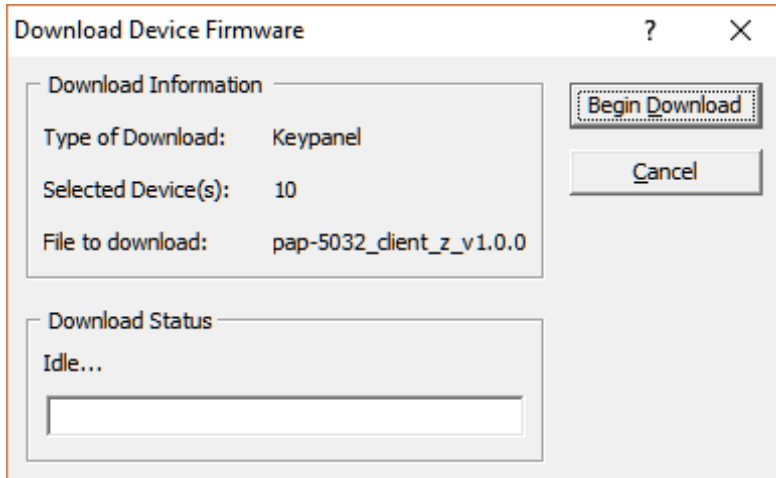 Download Device Firmware
?
Download Information
Begin Download
Type of Download: Keypanel
Cancel
Selected Device(s): 10
File to download: pap-5032_client_z_v1.0.0
Download Status
Idle...